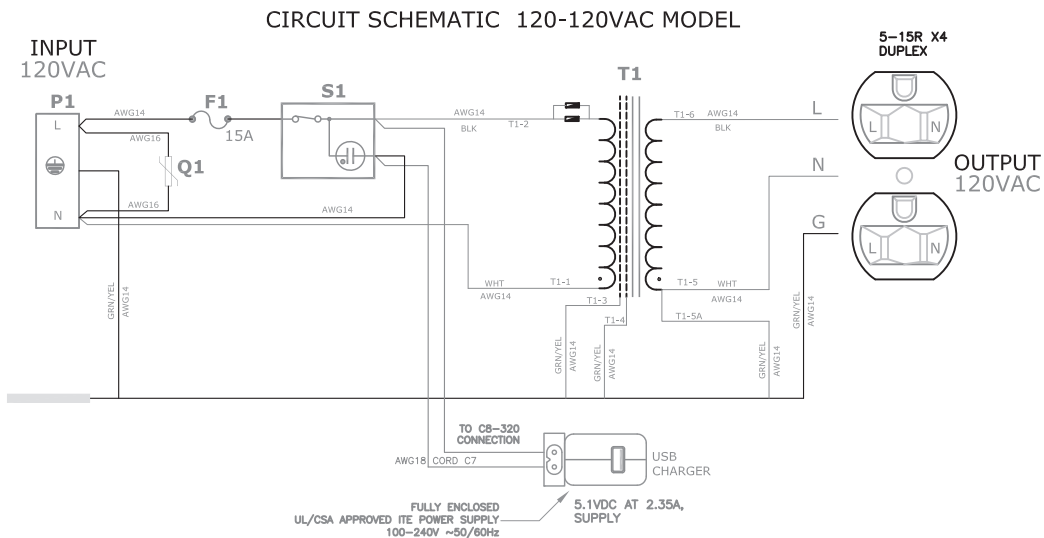 CIRCUIT SCHEMATIC 120-120VAC MODEL
INPUT
120VAC
P1
L
N
AWG14
AWG16
F1
15A
Q1
AWG16
AWG14
S1
AWG14
BLK
T1-2
T1
T1-1
WHT
AWG14
T1-3
T1-4
T1-6
AWG14
BLK
T1-5
WHT
AWG14
T1-5A
L
N
G
5-15R X4
DUPLEX
L
N
OUTPUT
120VAC
L
N
GRN/YEL
AWG14
GRN/YEL
AWG14
GRN/YEL
AWG14
GRN/YEL
AWG14
GRN/YEL
AWG14
TO C8-320
CONNECTION
AWG18 CORD C7
USB
CHARGER
FULLY ENCLOSED
UL/CSA APPROVED ITE POWER SUPPLY
100-240V ~50/60Hz
5.1VDC AT 2.35A,
SUPPLY